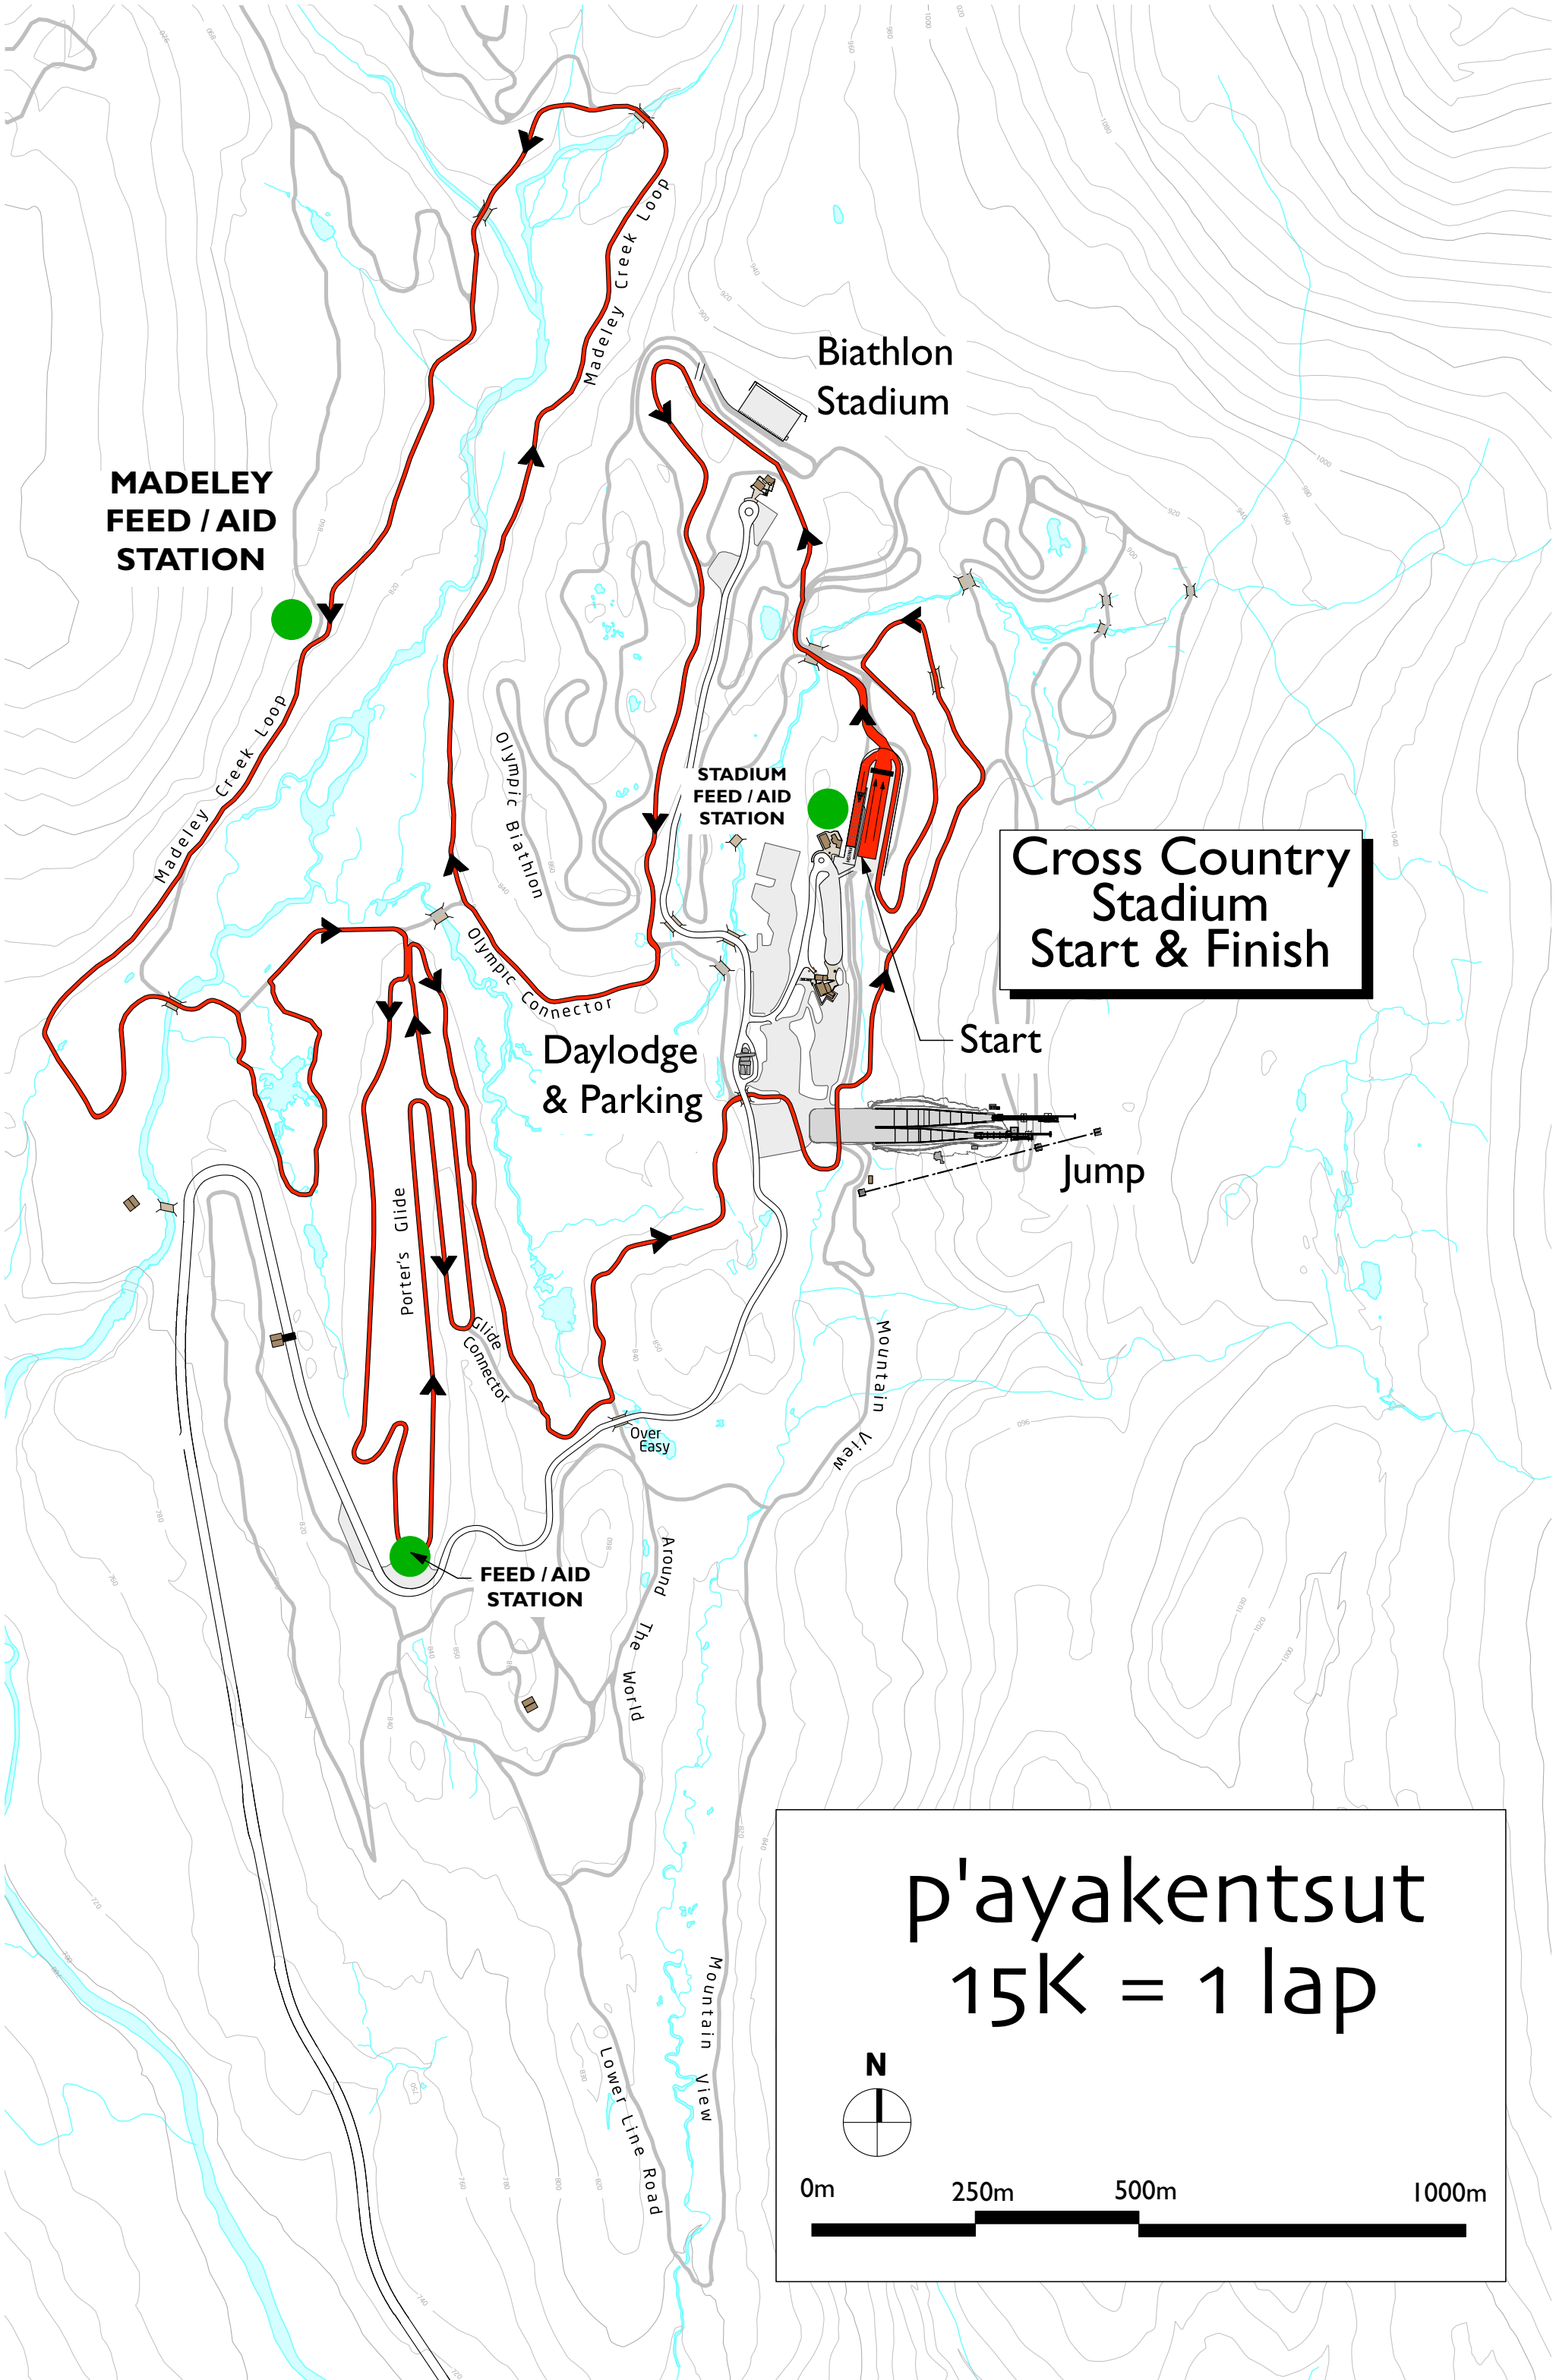 Madeley Creek Loop
Biathlon
Stadium
MADELEY
FEED / AID
STATION
Madeley Creek Loop
Olympic Biathlon
STADIUM
FEED / AID
STATION
Cross Country
Stadium
Start & Finish
Olympic Connector
Start
Daylodge
& Parking
Jump
Porter's Glide
Glide
Connector
Mountain View
Over
Easy
Around The World
FEED / AID
STATION
p'ayakentsut
15K = 1 lap
Mountain View
Lower Line Road
N
0m
250m
500m
1000m